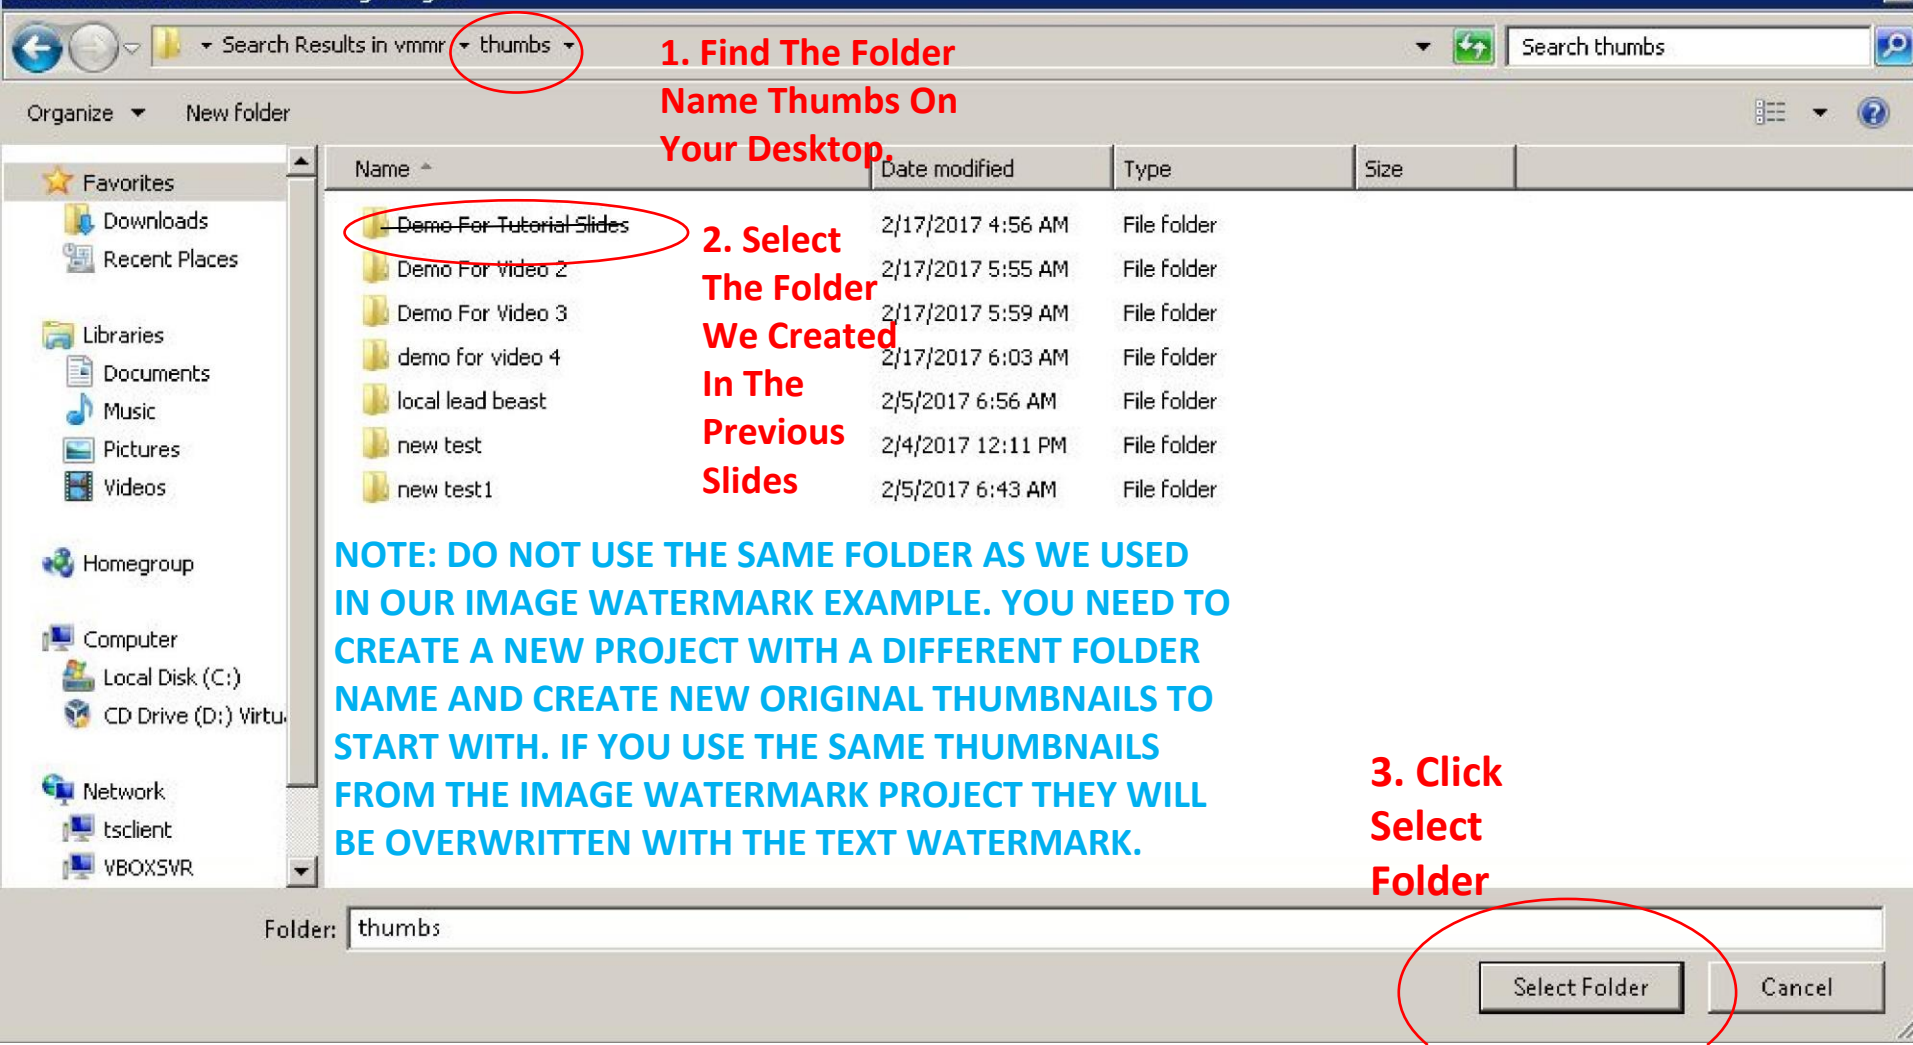 Search Results in vmmr thumbs
Search thumbs
1. Find The Folder
Name Thumbs On
Your Desktop.
Organize New folder
Name Date modified Type Size
Favorites
Downloads
Recent Places
Libraries
Documents
Music
Pictures
Videos
Homegroup
Computer
Local Disk (C:)
CD Drive (D:) Virtu
Network
tsclient
VBOXSVR
Demo For Tutorial Slides 2/17/2017 4:56 AM File folder
Demo For Video 2 2/17/2017 5:55 AM File folder
Demo For Video 3 2/17/2017 5:59 AM File folder
demo for video 4 2/17/2017 6:03 AM File folder
local lead beast 2/5/2017 6:56 AM File folder
new test 2/4/2017 12:11 PM File folder
new test1 2/5/2017 6:43 AM File folder
2. Select
The Folder
We Created
In The
Previous
Slides
NOTE: DO NOT USE THE SAME FOLDER AS WE USED
IN OUR IMAGE WATERMARK EXAMPLE. YOU NEED TO
CREATE A NEW PROJECT WITH A DIFFERENT FOLDER
NAME AND CREATE NEW ORIGINAL THUMBNAILS TO
START WITH. IF YOU USE THE SAME THUMBNAILS
FROM THE IMAGE WATERMARK PROJECT THEY WILL
BE OVERWRITTEN WITH THE TEXT WATERMARK.
3. Click
Select
Folder
Folder: thumbs
Select Folder Cancel